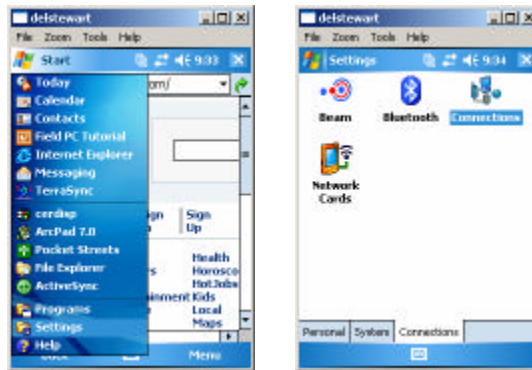 delstewart
File Zoom Tools Help
Start 9:33
Today
Calendar
Contacts
Field PC Tutorial
Internet Explorer
Messaging
TerraSync
cerdisp
ArcPad 7.0
Pocket Streets
File Explorer
ActiveSync
Programs
Settings
Help
om/
Sign
Up
Health
Horosco
HotJobs
Kids
Local
Maps
Menu
delstewart
File Zoom Tools Help
Settings 9:34
Beam Bluetooth Connections
Network
Cards
Personal System Connections